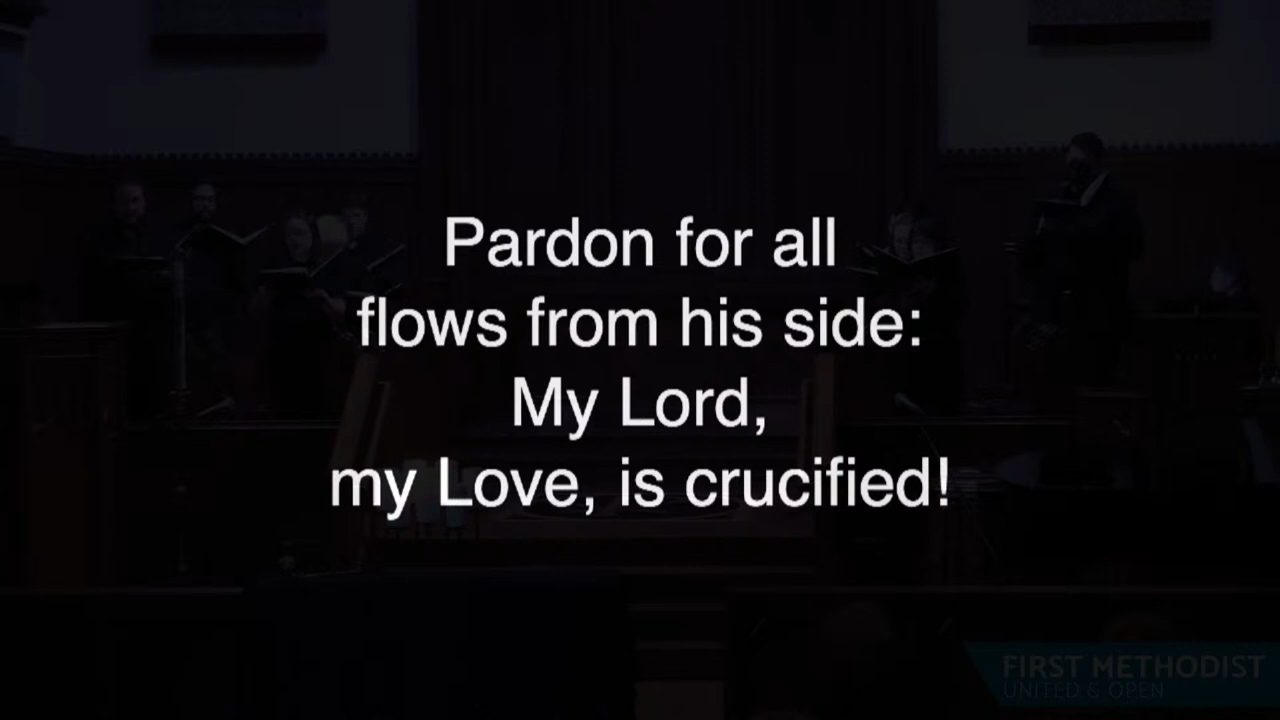 Pardon for all
flows from his side:
My Lord,
my Love, is crucified!
FIRST METHODIST
UNITED & OPEN